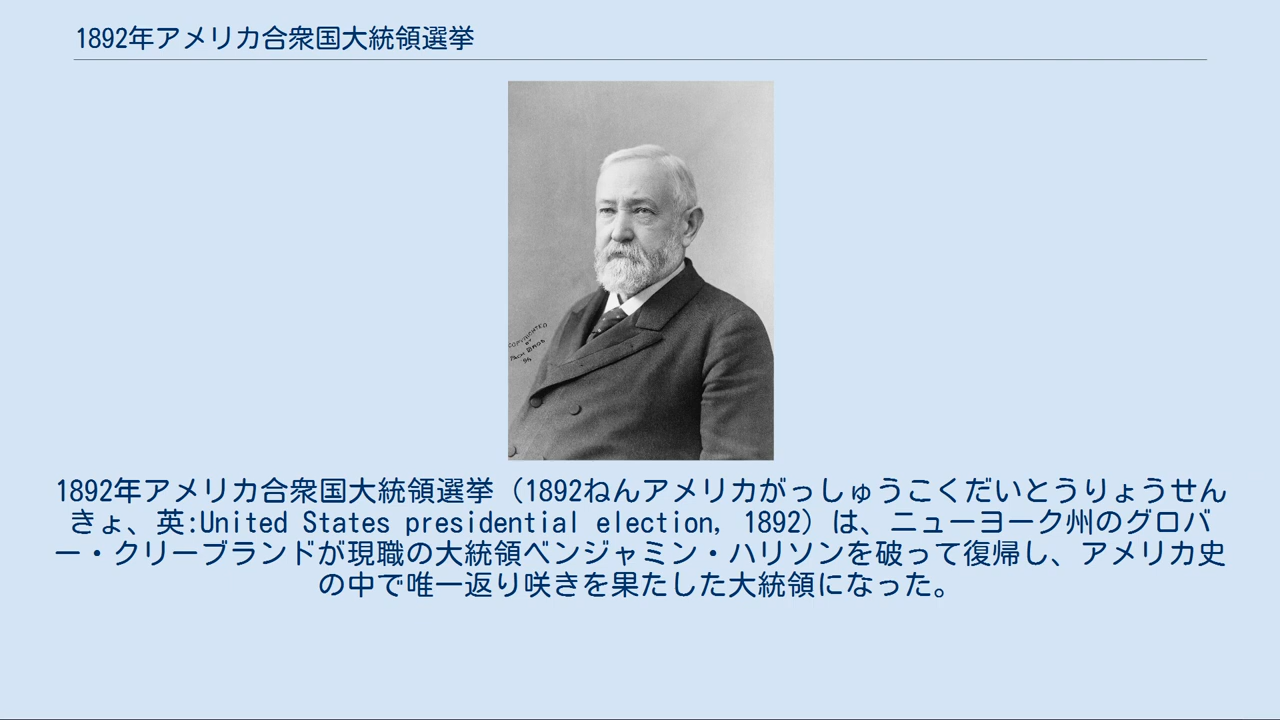 1892年アメリカ合衆国大統領選挙
COPYRIGHTED
BY
PACH BROS
1892年アメリカ合衆国大統領選挙（1892ねんアメリカがっしゅうこくだいとうりょうせん
きょ、英:United States presidential election, 1892）は、ニューヨーク州のグロバ
ー・クリーブランドが現職の大統領ベンジャミン・ハリソンを破って復帰し、アメリカ史
の中で唯一返り咲きを果たした大統領になった。